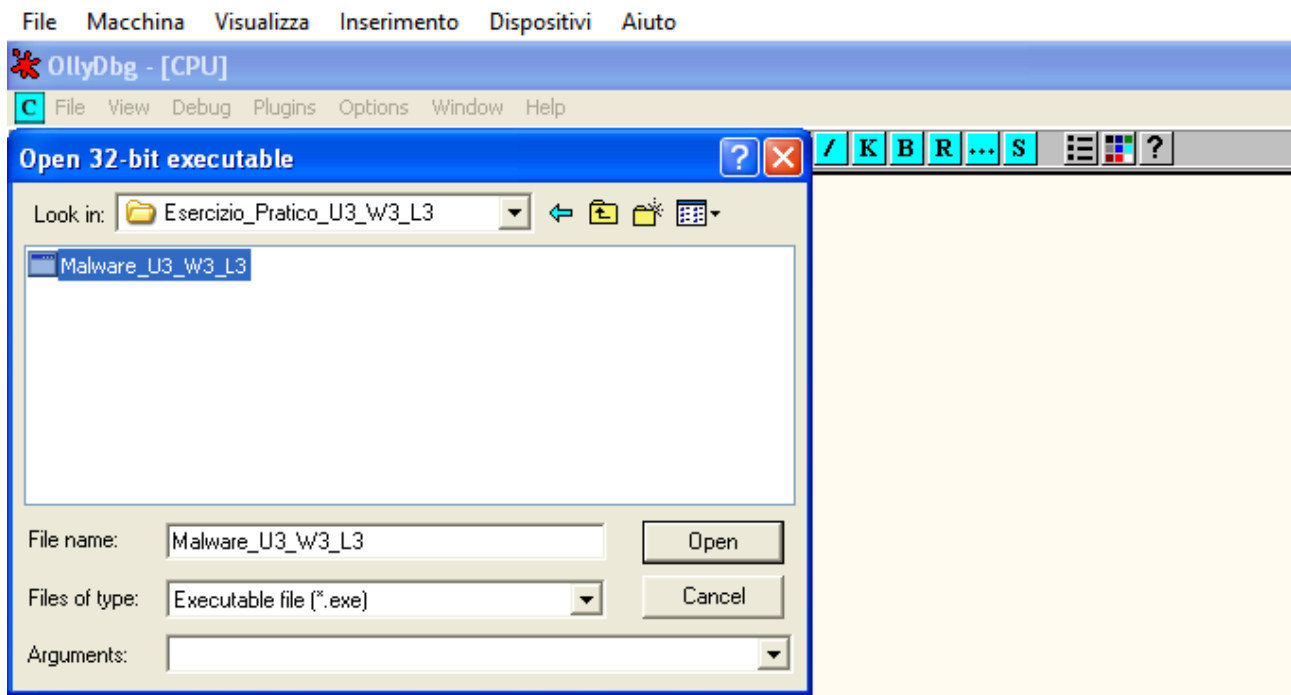 File Macchina Visualizza Inserimento Dispositivi Aiuto
OllyDbg - [CPU]
C File View Debug Plugins Options Window Help
Open 32-bit executable ?
/ K B R ... S ?
Look in: Esercizio_Pratico_U3_W3_L3
Malware_U3_W3_L3
File name: Malware_U3_W3_L3 Open
Files of type: Executable file (*.exe) Cancel
Arguments: